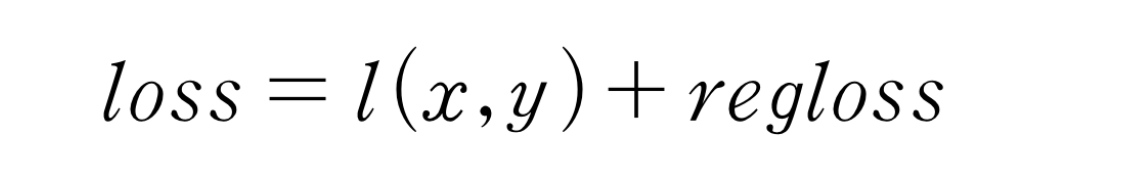 loss = l(x,y) + regloss